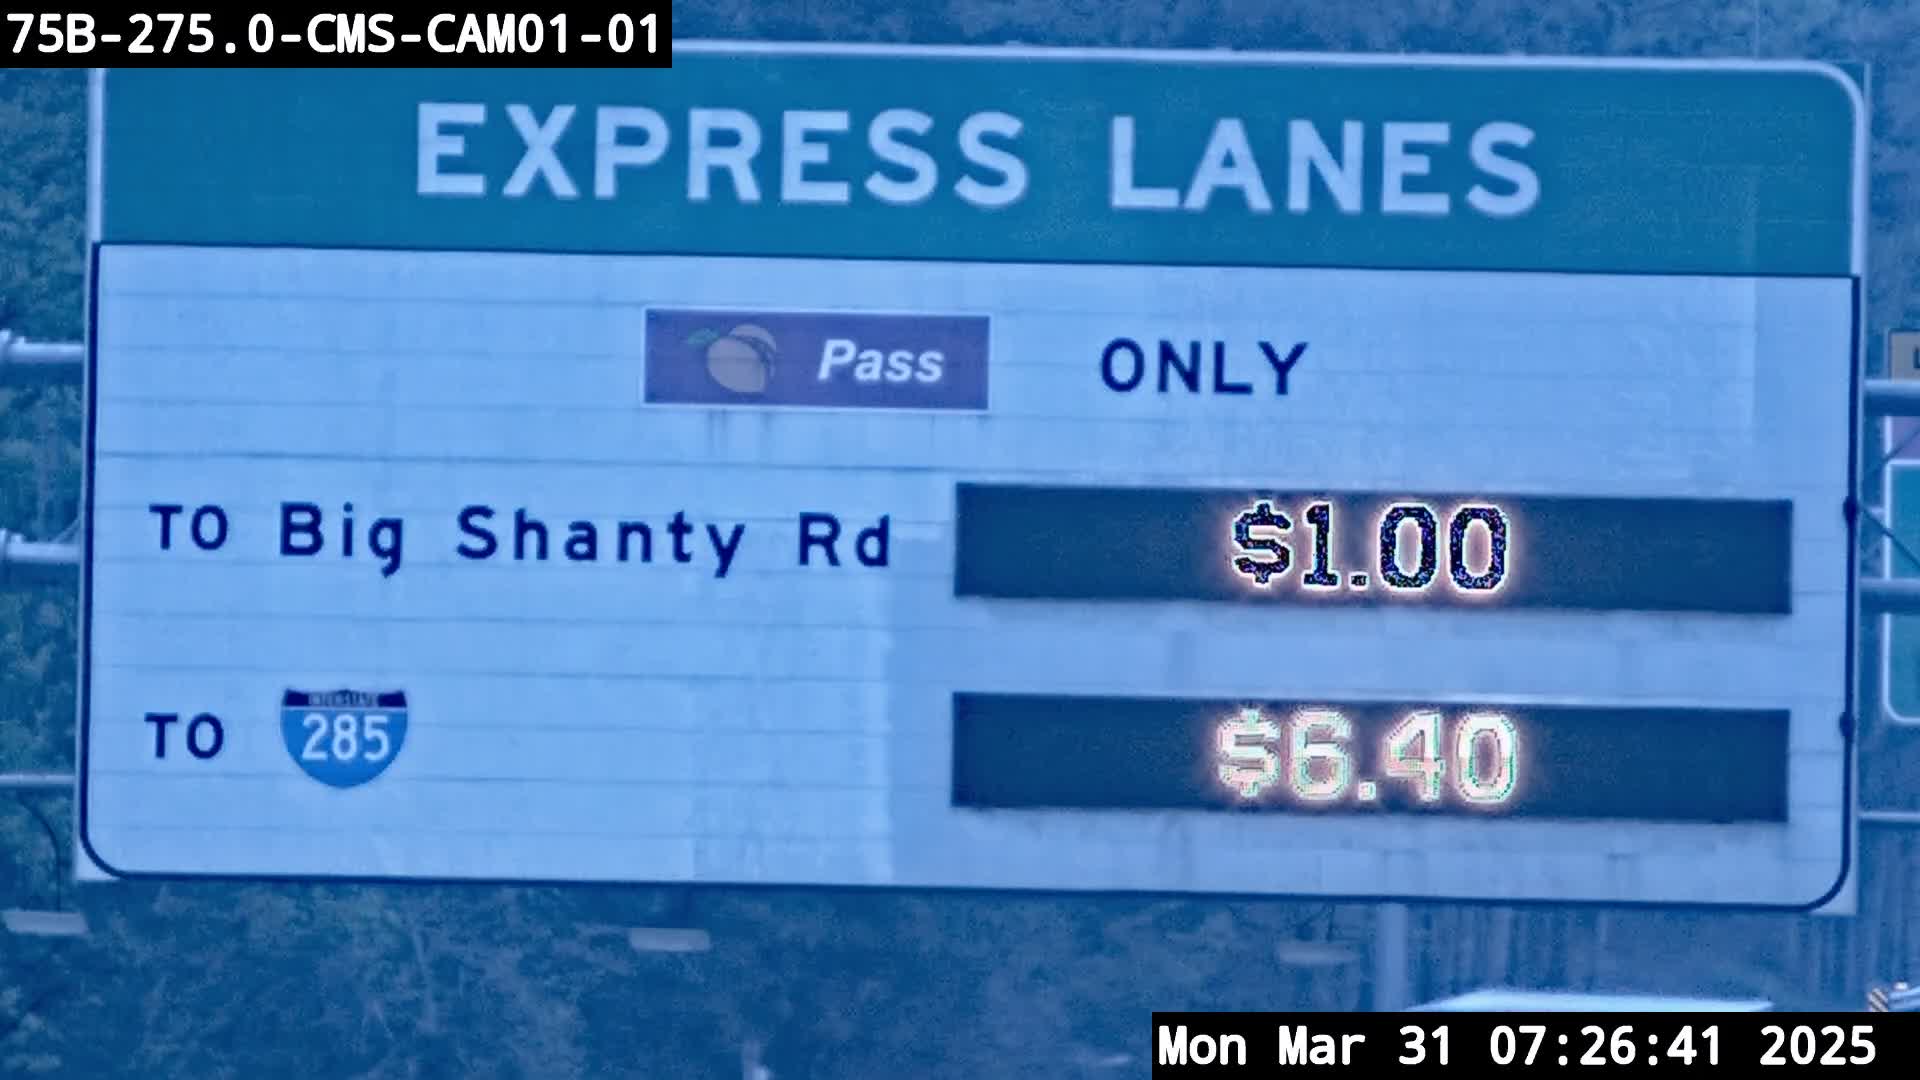 75B-275.0-CMS-CAM01-01
EXPRESS LANES
Pass ONLY
TO Big Shanty Rd $1.00
TO INTERSTATE 285 $6.40
Mon Mar 31 07:26:41 2025